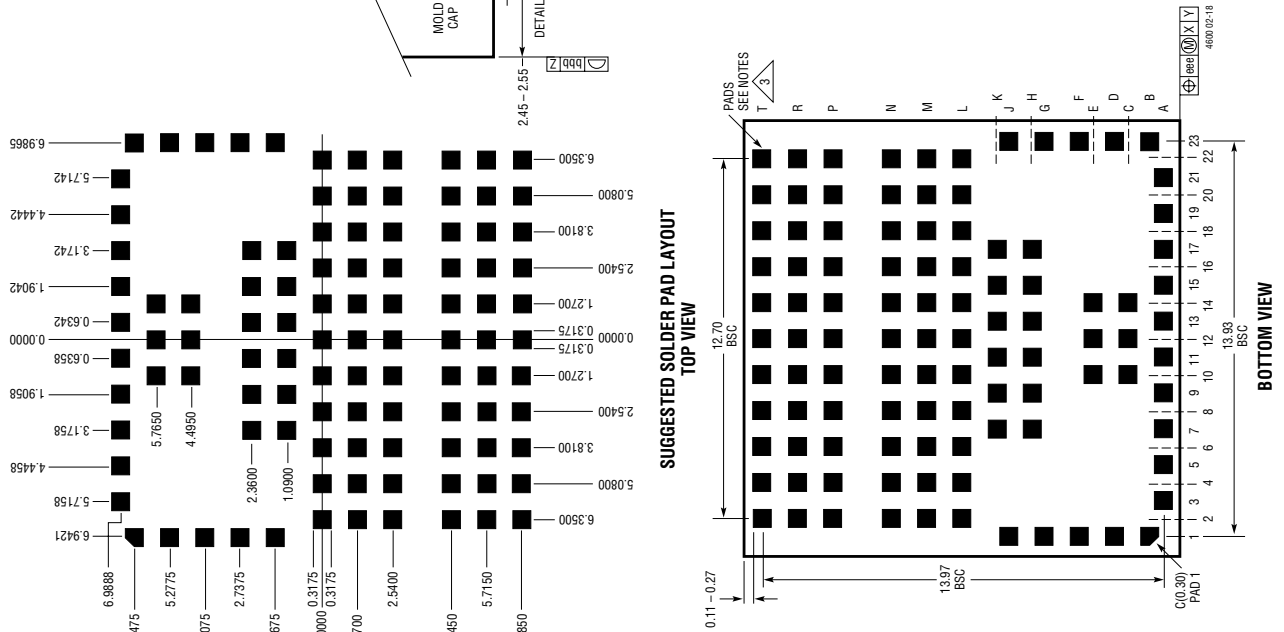 MOLD
CAP
DETAIL
2.45 – 2.55
bbb Z
6.9865
5.7142
4.4442
3.1742
1.9042
0.6342
0.0000
0.6358
1.9058
3.1758
4.4458
5.7158
6.9421
5.7650
4.4950
2.3600
1.0900
6.3500
5.0800
3.8100
2.5400
1.2700
0.3175
0.0000
0.3175
1.2700
2.5400
3.8100
5.0800
6.3500
6.9888
475
5.2775
075
2.7375
675
0.3175
0000
0.3175
700
2.5400
450
5.7150
850
SUGGESTED SOLDER PAD LAYOUT
TOP VIEW
PADS
SEE NOTES
3
T
R
P
N
M
L
K
J
H
G
F
E
D
C
B
A
eee M X Y
4600 02-18
12.70
BSC
23
22
21
20
19
18
17
16
15
14
13
12
11
10
9
8
7
6
5
4
3
2
1
13.93
BSC
13.97
BSC
0.11 – 0.27
C(0.30)
PAD 1
BOTTOM VIEW